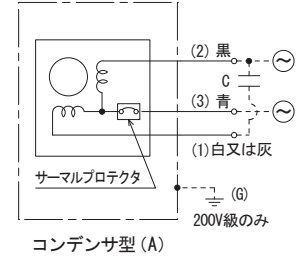 (2) 黒
C
(3) 青
(1)白又は灰
サーマルプロテクタ
(G)
200V級のみ
コンデンサ型(A)